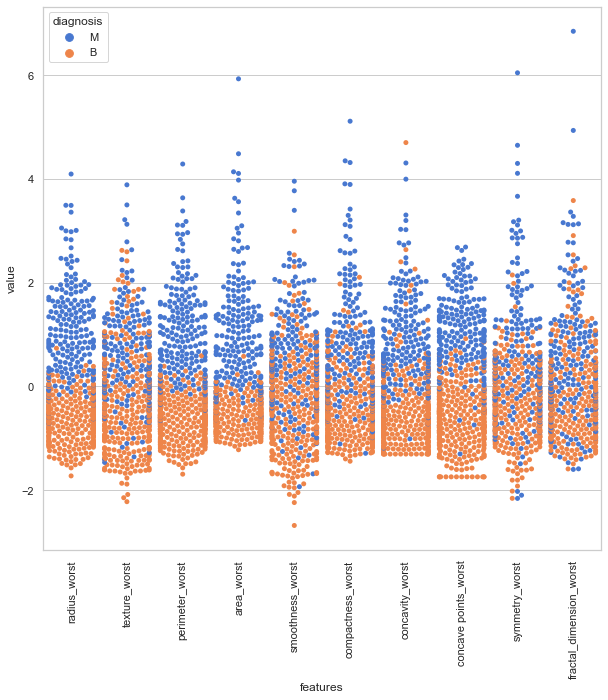 diagnosis
M
B
6
4
2
0
−2
value
radius_worst
texture_worst
perimeter_worst
area_worst
smoothness_worst
compactness_worst
concavity_worst
concave points_worst
symmetry_worst
fractal_dimension_worst
features